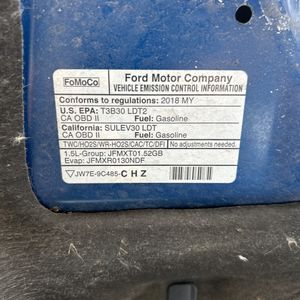 FoMoCo
Ford Motor Company
VEHICLE EMISSION CONTROL INFORMATION
Conforms to regulations: 2018 MY
U.S. EPA: T3B30 LDT2
CA OBD II Fuel: Gasoline
California: SULEV30 LDT
CA OBD II Fuel: Gasoline
TWC/HO2S/WR-HO2S/CAC/TC/DFI
No adjustments needed.
1.5L-Group: JFMXT01.52GB
Evap: JFMXR0130NDF
JW7E-9C485-CHZ